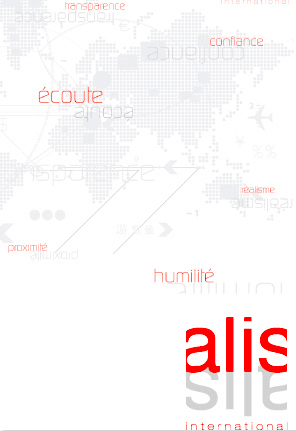 transparence
international
confiance
écoute
réalisme
proximité
humilité
alis
international